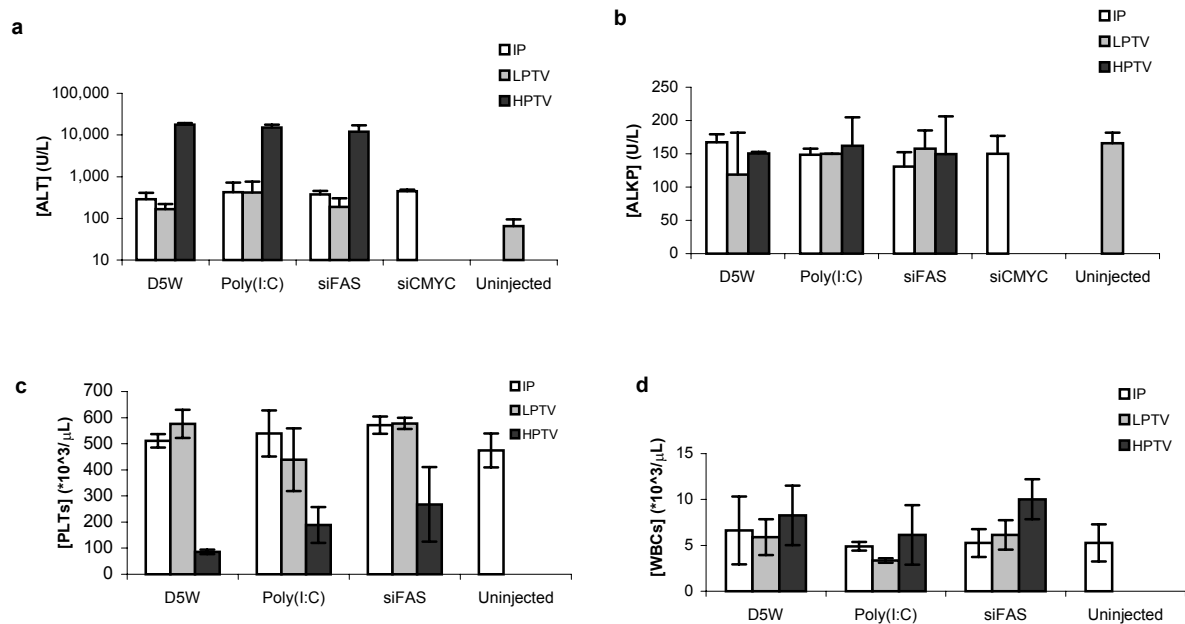 a
IP
LPTV
HPTV
[ALT] (U/L)
100,000
10,000
1,000
100
10
D5W Poly(I:C) siFAS siCMYC Uninjected
b
IP
LPTV
HPTV
[ALKP] (U/L)
250
200
150
100
50
0
D5W Poly(I:C) siFAS siCMYC Uninjected
c
IP
LPTV
HPTV
[PLTs] (*10^3/μL)
700
600
500
400
300
200
100
0
D5W Poly(I:C) siFAS Uninjected
d
IP
LPTV
HPTV
[WBCs] (*10^3/μL)
15
10
5
0
D5W Poly(I:C) siFAS Uninjected